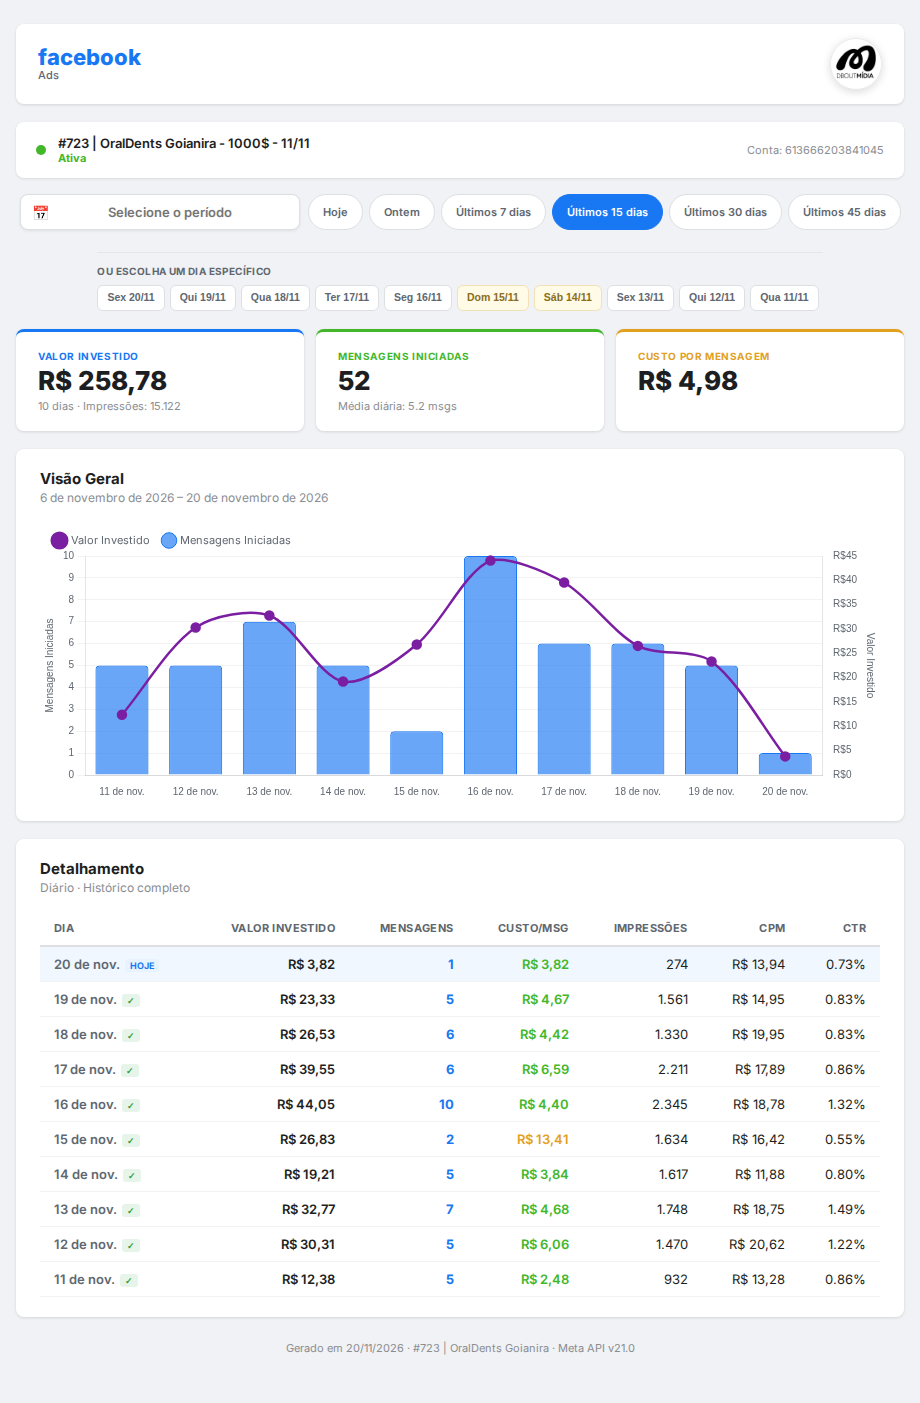 facebook
Ads
DBOUTMÍDIA
#723 | OralDents Goianira - 1000$ - 11/11
Ativa
Conta: 613666203841045
Selecione o período
Hoje
Ontem
Últimos 7 dias
Últimos 15 dias
Últimos 30 dias
Últimos 45 dias
OU ESCOLHA UM DIA ESPECÍFICO
Sex 20/11
Qui 19/11
Qua 18/11
Ter 17/11
Seg 16/11
Dom 15/11
Sáb 14/11
Sex 13/11
Qui 12/11
Qua 11/11
VALOR INVESTIDO
R$ 258,78
10 dias · Impressões: 15.122
MENSAGENS INICIADAS
52
Média diária: 5.2 msgs
CUSTO POR MENSAGEM
R$ 4,98
Visão Geral
6 de novembro de 2026 – 20 de novembro de 2026
Valor Investido
Mensagens Iniciadas
Mensagens Iniciadas
10
9
8
7
6
5
4
3
2
1
0
R$45
R$40
R$35
R$30
R$25
R$20
R$15
R$10
R$5
R$0
Valor Investido
11 de nov.
12 de nov.
13 de nov.
14 de nov.
15 de nov.
16 de nov.
17 de nov.
18 de nov.
19 de nov.
20 de nov.
Detalhamento
Diário · Histórico completo
DIA VALOR INVESTIDO MENSAGENS CUSTO/MSG IMPRESSÕES CPM CTR
20 de nov. HOJE R$ 3,82 1 R$ 3,82 274 R$ 13,94 0.73%
19 de nov. ✓ R$ 23,33 5 R$ 4,67 1.561 R$ 14,95 0.83%
18 de nov. ✓ R$ 26,53 6 R$ 4,42 1.330 R$ 19,95 0.83%
17 de nov. ✓ R$ 39,55 6 R$ 6,59 2.211 R$ 17,89 0.86%
16 de nov. ✓ R$ 44,05 10 R$ 4,40 2.345 R$ 18,78 1.32%
15 de nov. ✓ R$ 26,83 2 R$ 13,41 1.634 R$ 16,42 0.55%
14 de nov. ✓ R$ 19,21 5 R$ 3,84 1.617 R$ 11,88 0.80%
13 de nov. ✓ R$ 32,77 7 R$ 4,68 1.748 R$ 18,75 1.49%
12 de nov. ✓ R$ 30,31 5 R$ 6,06 1.470 R$ 20,62 1.22%
11 de nov. ✓ R$ 12,38 5 R$ 2,48 932 R$ 13,28 0.86%
Gerado em 20/11/2026 · #723 | OralDents Goianira · Meta API v21.0